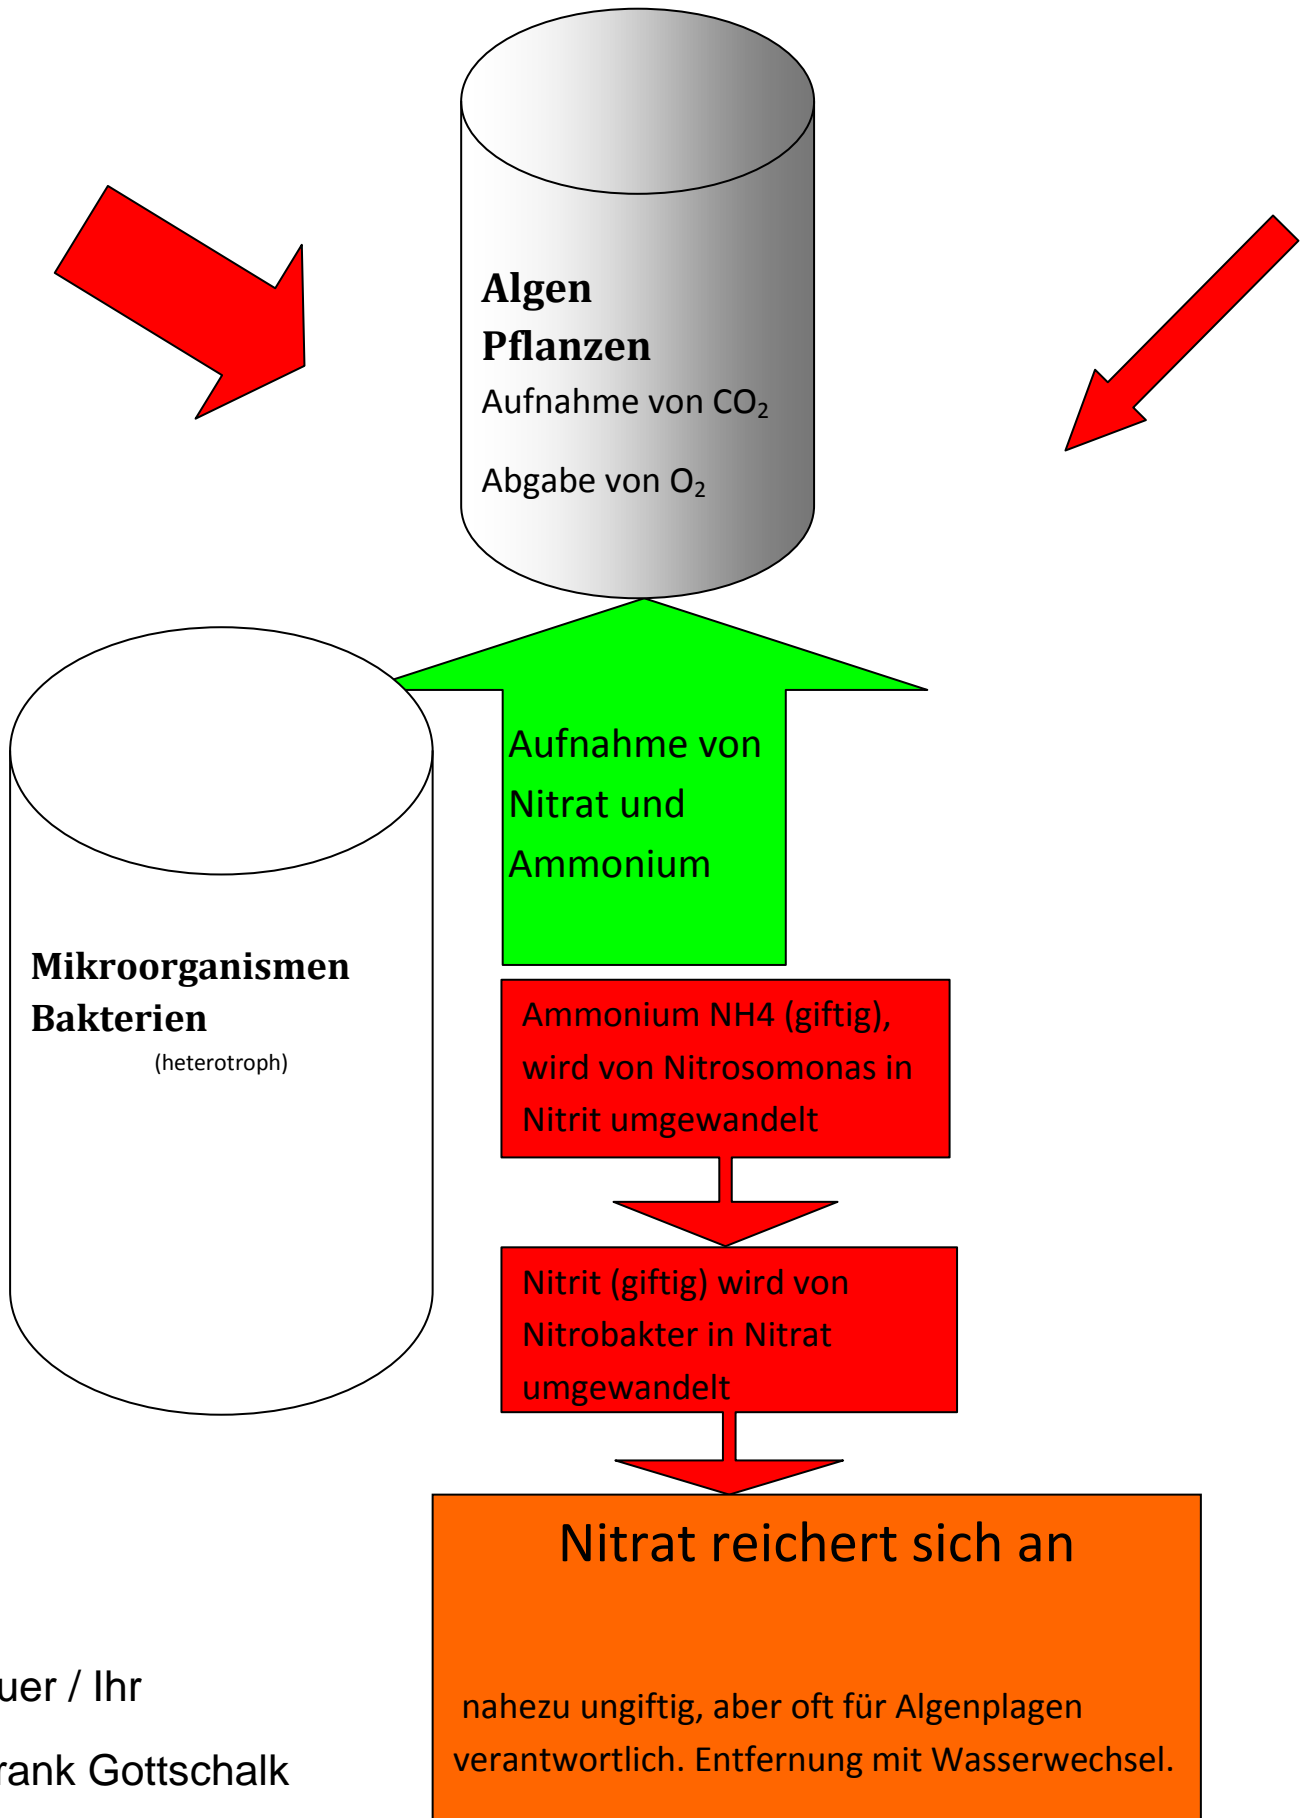 Algen
Pflanzen
Aufnahme von CO₂
Abgabe von O₂
Aufnahme von
Nitrat und
Ammonium
Mikroorganismen
Bakterien
(heterotroph)
Ammonium NH4 (giftig),
wird von Nitrosomonas in
Nitrit umgewandelt
Nitrit (giftig) wird von
Nitrobakter in Nitrat
umgewandelt
Nitrat reichert sich an
nahezu ungiftig, aber oft für Algenplagen
verantwortlich. Entfernung mit Wasserwechsel.
uer / Ihr
rank Gottschalk